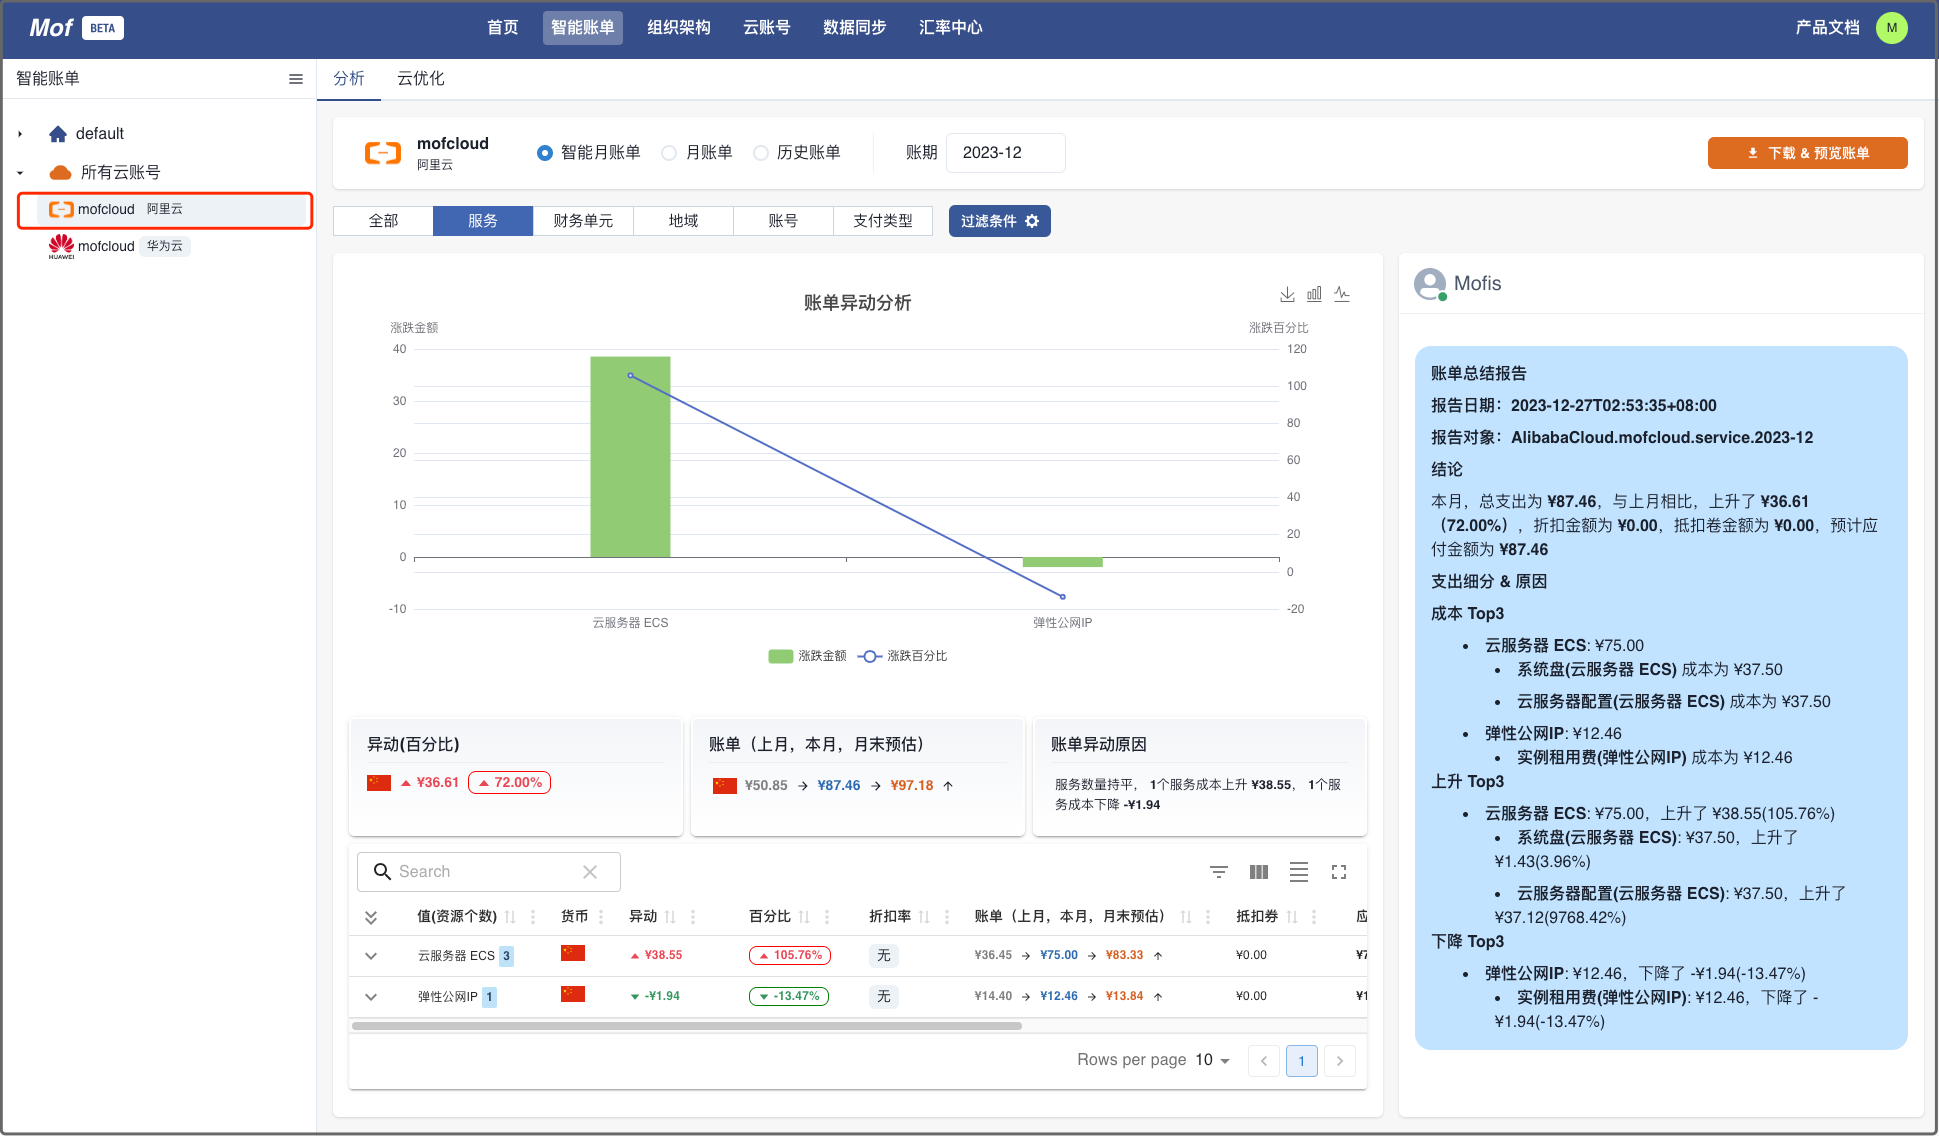 Mof BETA 首页 智能账单 组织架构 云账号 数据同步 汇率中心 产品文档 M
智能账单
default
所有云账号
mofcloud 阿里云
HUAWEI mofcloud 华为云
分析 云优化
mofcloud
阿里云
智能月账单 月账单 历史账单 账期 2023-12
下载 & 预览账单
全部 服务 财务单元 地域 账号 支付类型 过滤条件
账单异动分析
涨跌金额 涨跌百分比
40
30
20
10
0
-10
120
100
80
60
40
20
0
-20
云服务器 ECS 弹性公网IP
涨跌金额 涨跌百分比
异动(百分比)
¥36.61 72.00%
账单（上月，本月，月末预估）
¥50.85 → ¥87.46 → ¥97.18 ↑
账单异动原因
服务数量持平， 1个服务成本上升 ¥38.55， 1个服
务成本下降 -¥1.94
Search
值(资源个数) 货币 异动 百分比 折扣率 账单（上月，本月，月末预估） 抵扣券 应
云服务器 ECS 3 ¥38.55 105.76% 无 ¥36.45 → ¥75.00 → ¥83.33 ↑ ¥0.00 ¥7
弹性公网IP 1 -¥1.94 -13.47% 无 ¥14.40 → ¥12.46 → ¥13.84 ↑ ¥0.00 ¥1
Rows per page 10 1
Mofis
账单总结报告
报告日期：2023-12-27T02:53:35+08:00
报告对象：AlibabaCloud.mofcloud.service.2023-12
结论
本月，总支出为 ¥87.46，与上月相比，上升了 ¥36.61
（72.00%），折扣金额为 ¥0.00，抵扣卷金额为 ¥0.00，预计应
付金额为 ¥87.46
支出细分 & 原因
成本 Top3
• 云服务器 ECS: ¥75.00
• 系统盘(云服务器 ECS) 成本为 ¥37.50
• 云服务器配置(云服务器 ECS) 成本为 ¥37.50
• 弹性公网IP: ¥12.46
• 实例租用费(弹性公网IP) 成本为 ¥12.46
上升 Top3
• 云服务器 ECS: ¥75.00，上升了 ¥38.55(105.76%)
• 系统盘(云服务器 ECS): ¥37.50，上升了
¥1.43(3.96%)
• 云服务器配置(云服务器 ECS): ¥37.50，上升了
¥37.12(9768.42%)
下降 Top3
• 弹性公网IP: ¥12.46，下降了 -¥1.94(-13.47%)
• 实例租用费(弹性公网IP): ¥12.46，下降了 -
¥1.94(-13.47%)